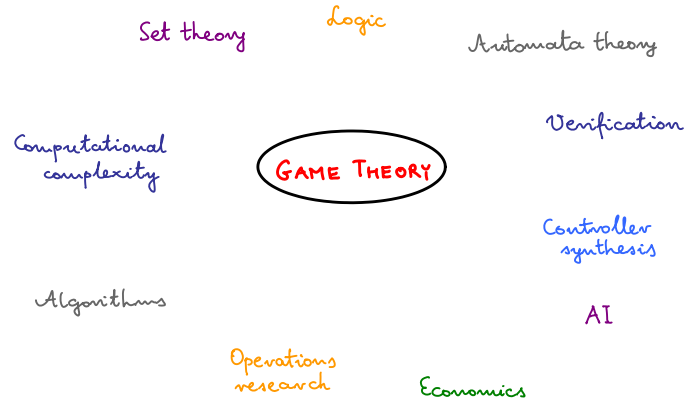 Logic
Set theory
Automata theory
Verification
Computational
complexity
GAME THEORY
Controller
synthesis
Algorithms
AI
Operations
research
Economics